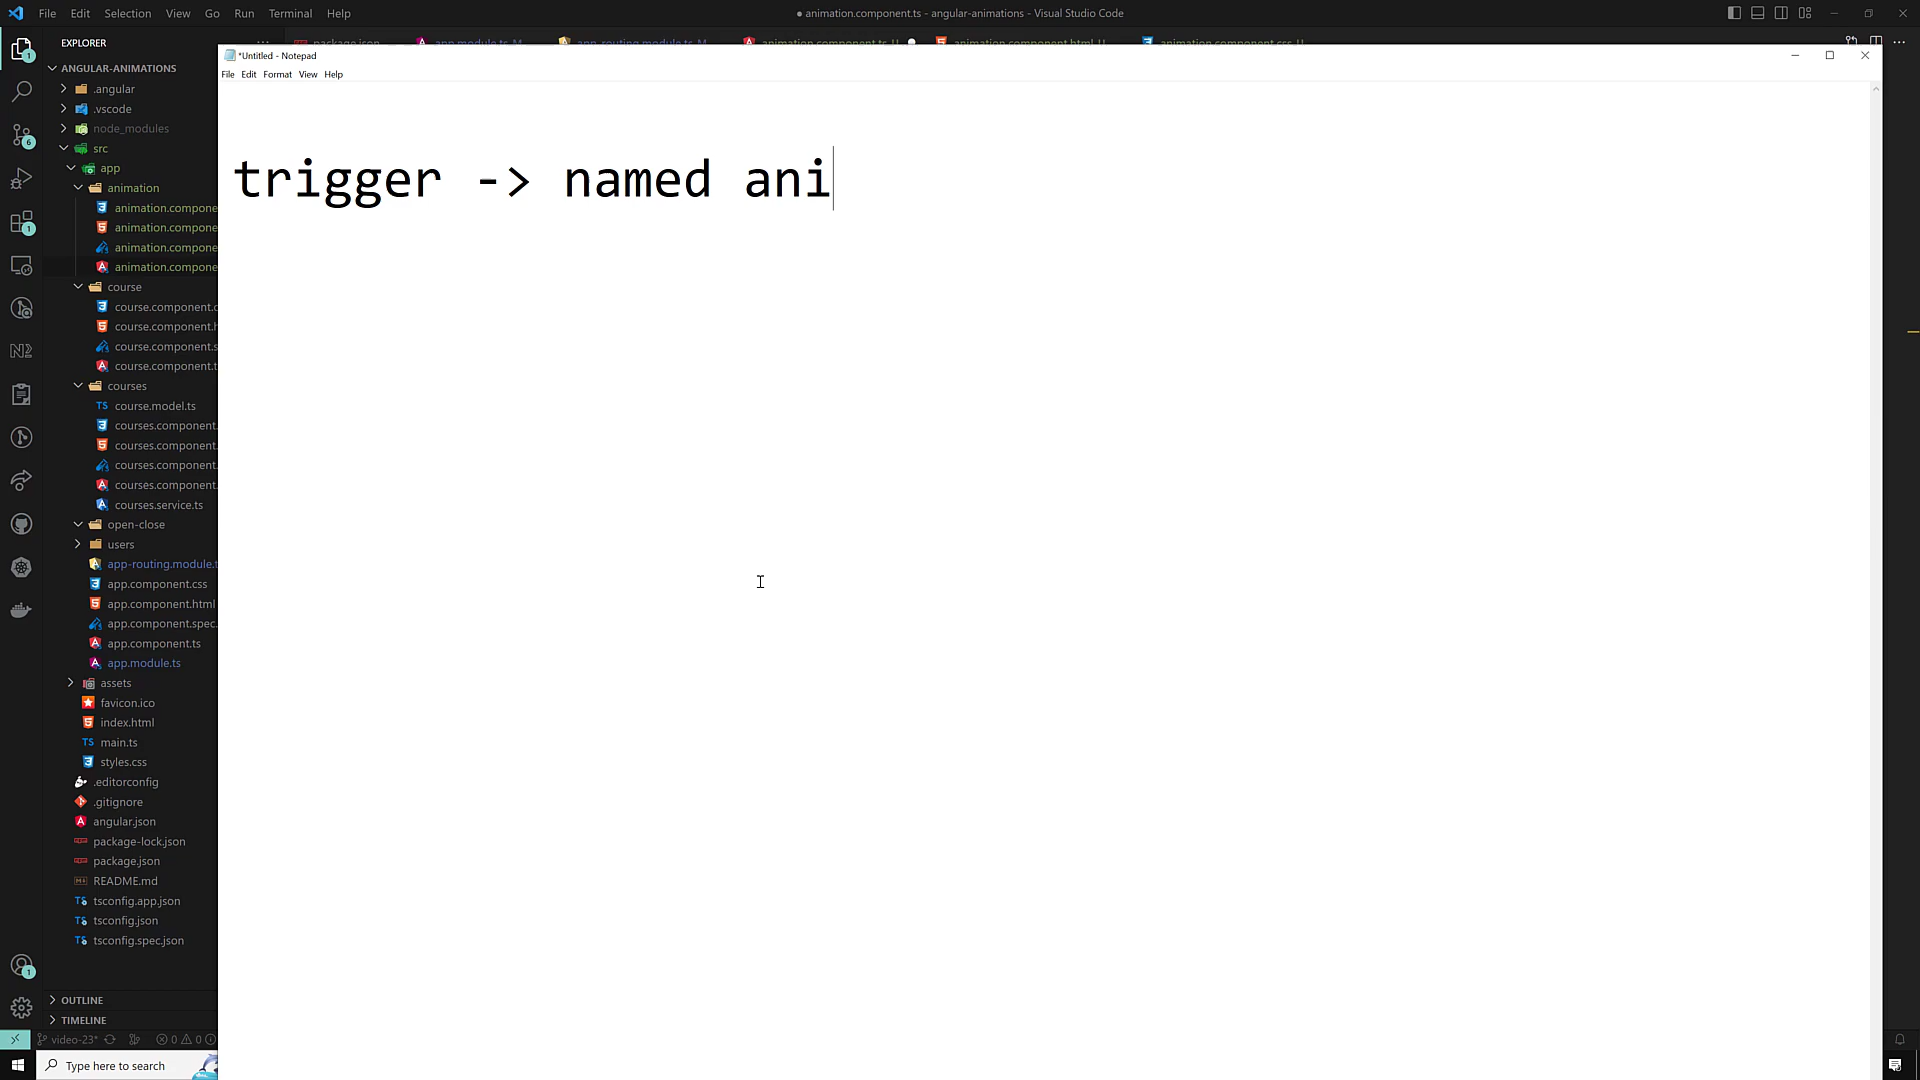 File Edit Selection View Go Run Terminal Help
● animation.component.ts - angular-animations - Visual Studio Code
EXPLORER
*Untitled - Notepad
File Edit Format View Help
trigger -> named ani
ANGULAR-ANIMATIONS
.angular
.vscode
node_modules
src
app
animation
animation.compone
animation.compone
animation.compone
animation.compone
course
course.component.c
course.component.h
course.component.s
course.component.t
courses
course.model.ts
courses.component.
courses.component.
courses.component.
courses.component.
courses.service.ts
open-close
users
app-routing.module.t
app.component.css
app.component.html
app.component.spec.
app.component.ts
app.module.ts
assets
favicon.ico
index.html
main.ts
styles.css
.editorconfig
.gitignore
angular.json
package-lock.json
package.json
README.md
tsconfig.app.json
tsconfig.json
tsconfig.spec.json
OUTLINE
TIMELINE
video-23* 0 0
Type here to search